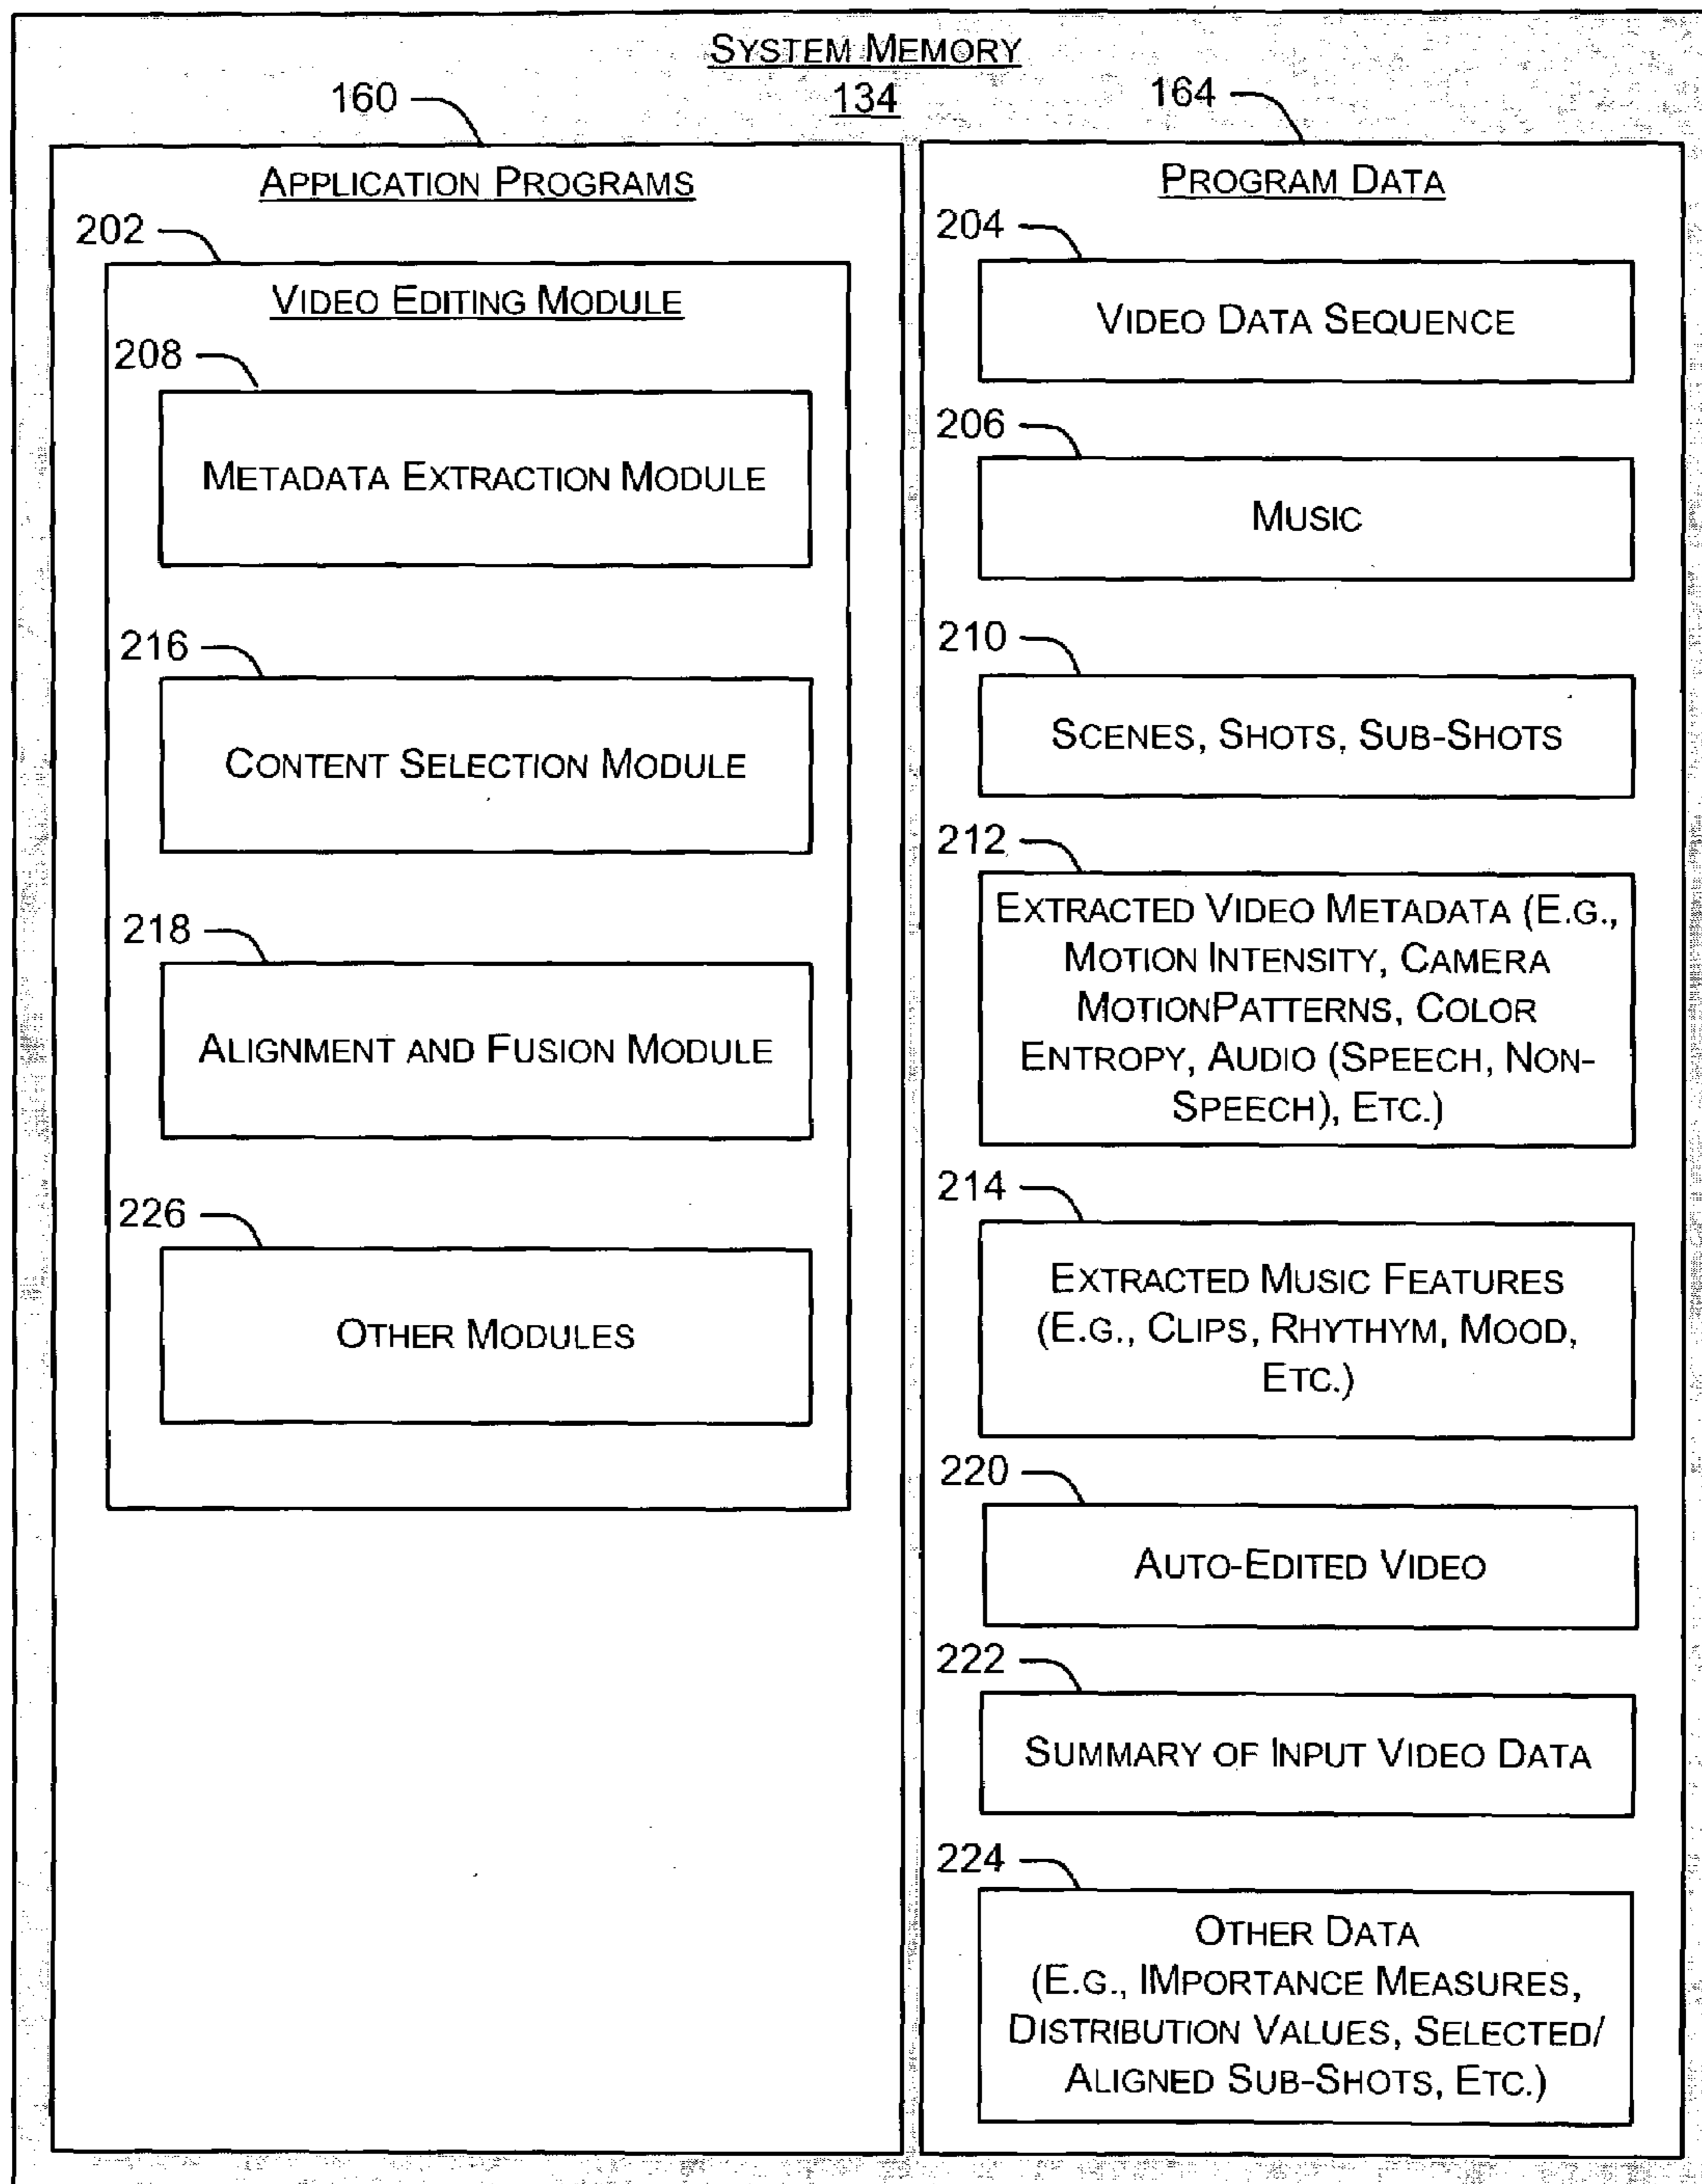 SYSTEM MEMORY
134
160
164
APPLICATION PROGRAMS
202
VIDEO EDITING MODULE
208
METADATA EXTRACTION MODULE
216
CONTENT SELECTION MODULE
218
ALIGNMENT AND FUSION MODULE
226
OTHER MODULES
PROGRAM DATA
204
VIDEO DATA SEQUENCE
206
MUSIC
210
SCENES, SHOTS, SUB-SHOTS
212
EXTRACTED VIDEO METADATA (E.G.,
MOTION INTENSITY, CAMERA
MOTIONPATTERNS, COLOR
ENTROPY, AUDIO (SPEECH, NON-
SPEECH), ETC.)
214
EXTRACTED MUSIC FEATURES
(E.G., CLIPS, RHYTHYM, MOOD,
ETC.)
220
AUTO-EDITED VIDEO
222
SUMMARY OF INPUT VIDEO DATA
224
OTHER DATA
(E.G., IMPORTANCE MEASURES,
DISTRIBUTION VALUES, SELECTED/
ALIGNED SUB-SHOTS, ETC.)